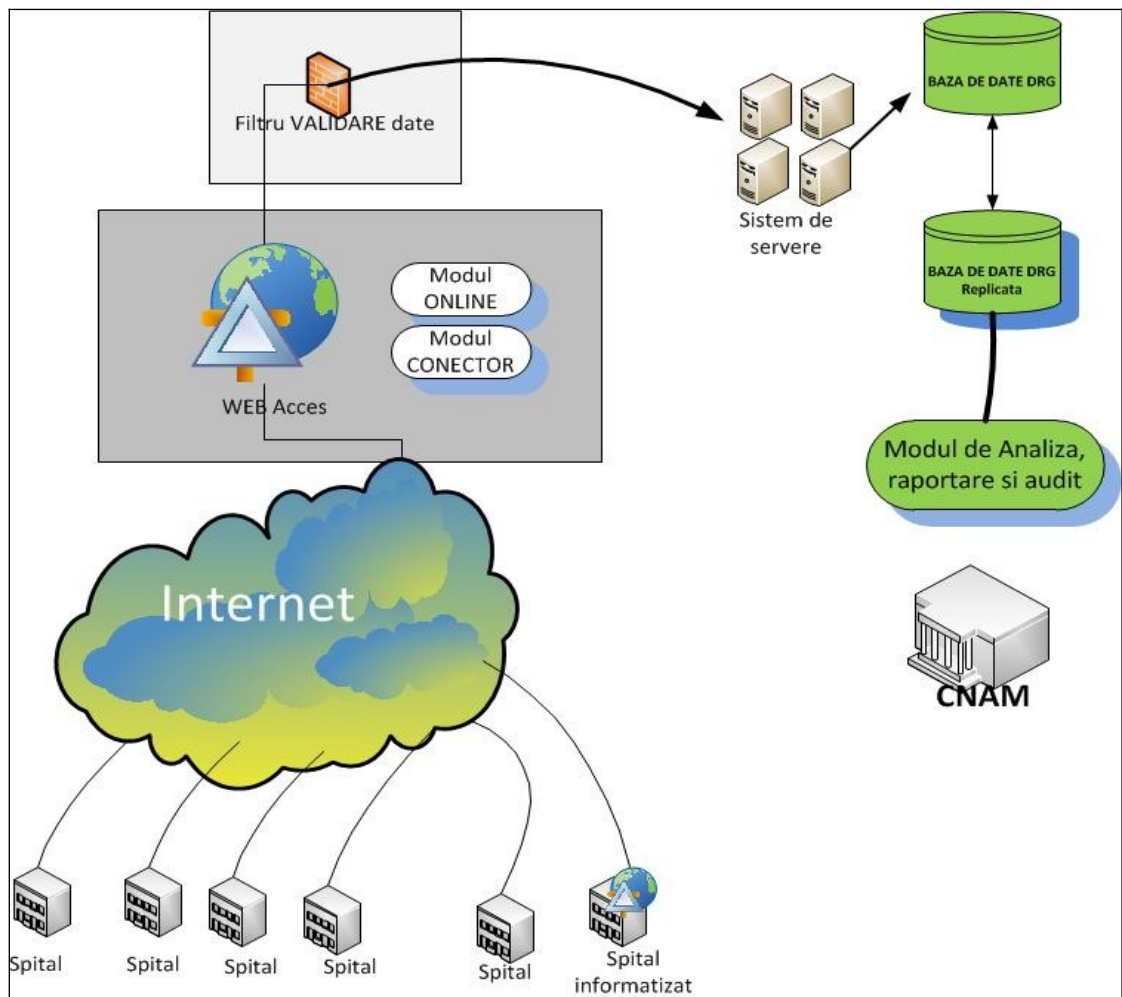 Filtru VALIDARE date
BAZA DE DATE DRG
Sistem de
servere
BAZA DE DATE DRG
Replicata
Modul
ONLINE
Modul
CONECTOR
WEB Acces
Modul de Analiza,
raportare si audit
Internet
CNAM
Spital
Spital
Spital
Spital
Spital
Spital
informatizat